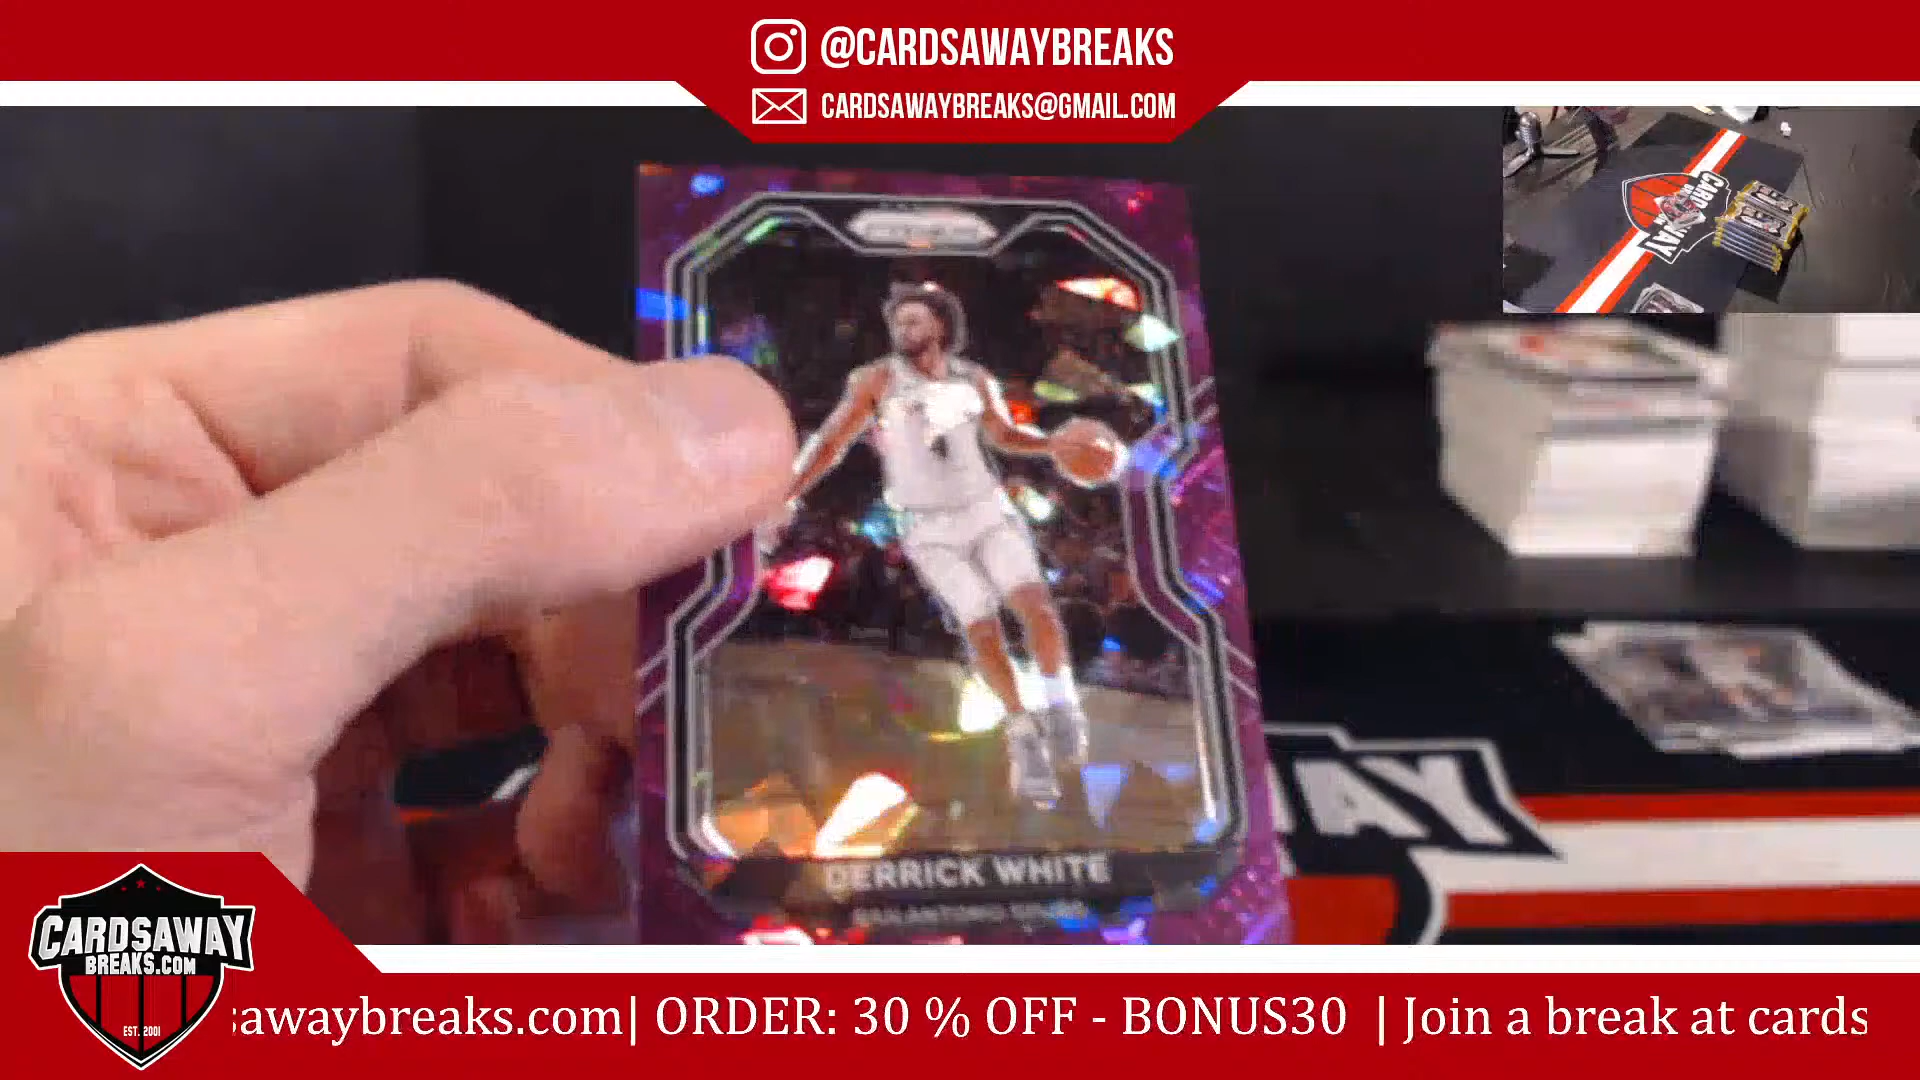 @CARDSAWAYBREAKS
CARDSAWAYBREAKS@GMAIL.COM
DERRICK WHITE
AWAY
CARDSAWAY
BREAKS.COM
EST. 2001
awaybreaks.com| ORDER: 30 % OFF - BONUS30 | Join a break at cards